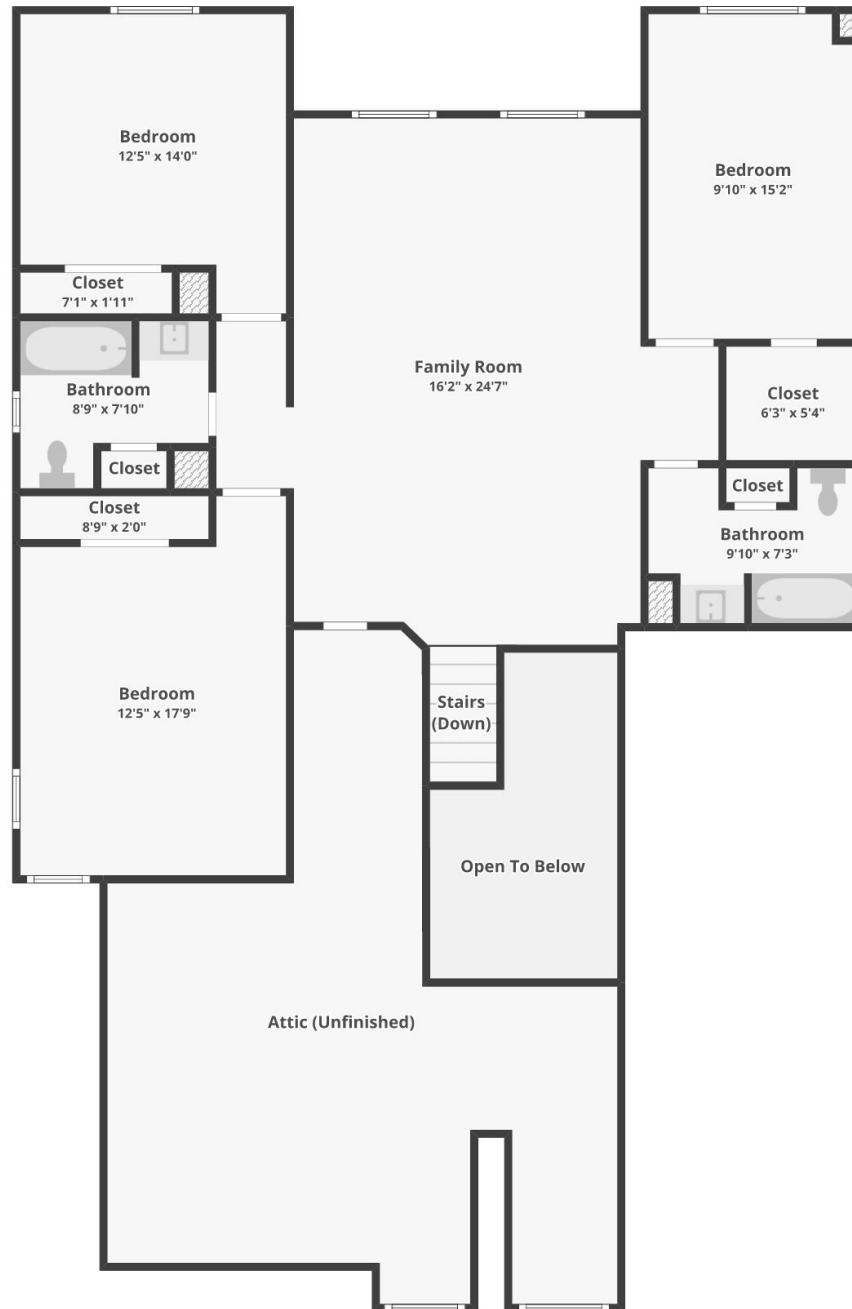 Bedroom
12'5" x 14'0"
Bedroom
9'10" x 15'2"
Closet
7'1" x 1'11"
Family Room
16'2" x 24'7"
Bathroom
8'9" x 7'10"
Closet
6'3" x 5'4"
Closet
Closet
Closet
8'9" x 2'0"
Bathroom
9'10" x 7'3"
Bedroom
12'5" x 17'9"
Stairs
(Down)
Open To Below
Attic (Unfinished)